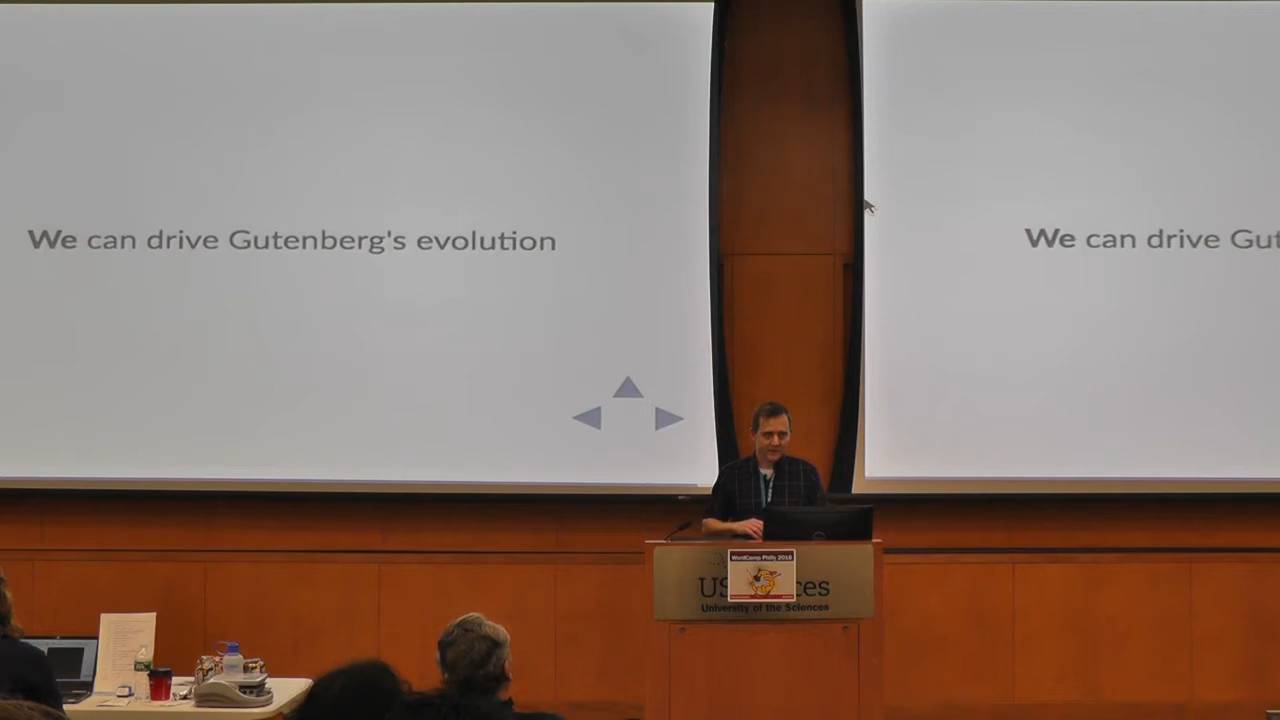 We can drive Gutenberg's evolution
We can drive Gut
WordCamp Philly 2018
US ces
University of the Sciences